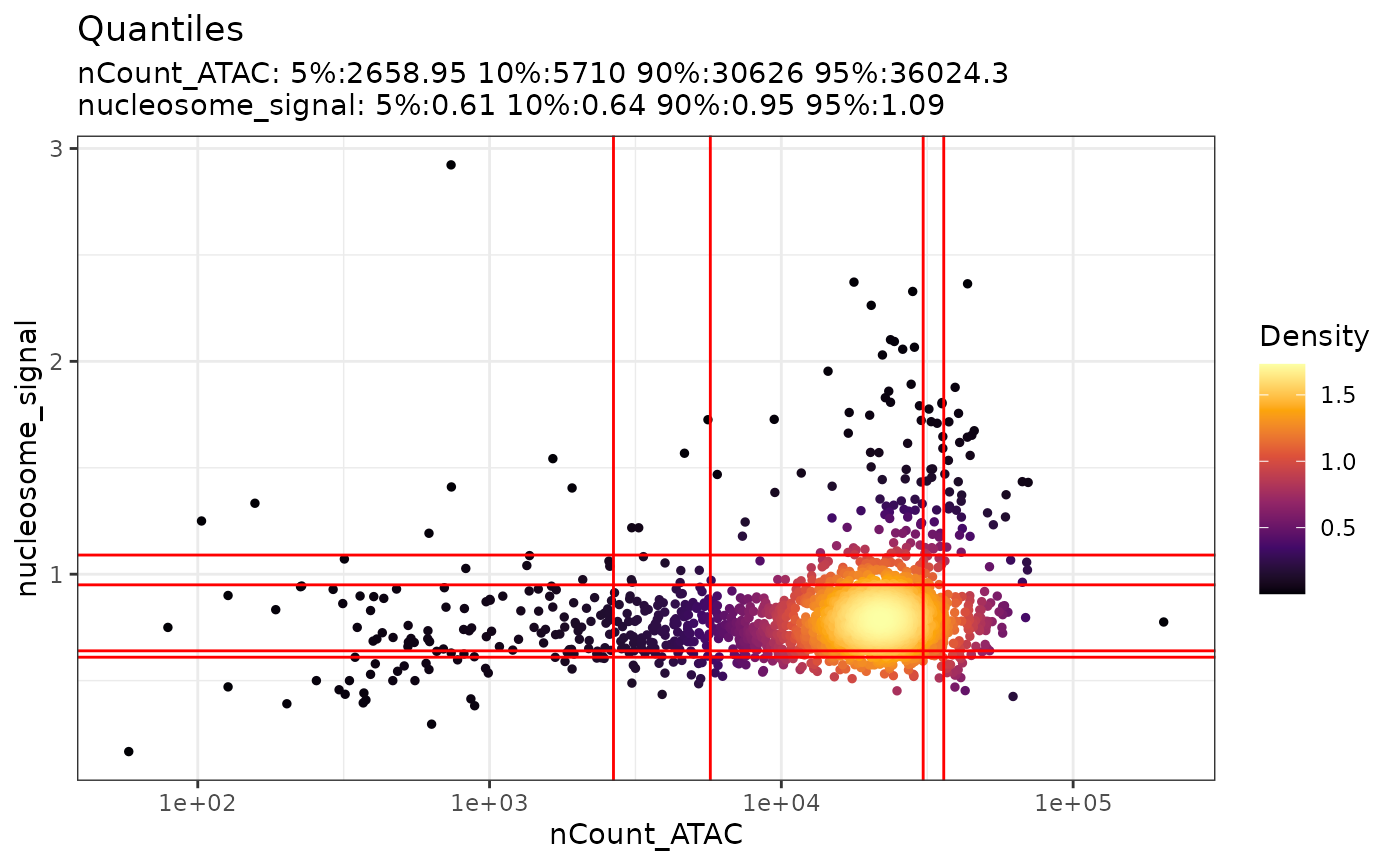 Quantiles
nCount_ATAC: 5%:2658.95 10%:5710 90%:30626 95%:36024.3
nucleosome_signal: 5%:0.61 10%:0.64 90%:0.95 95%:1.09
nucleosome_signal
3
2
1
1e+02
1e+03
1e+04
1e+05
nCount_ATAC
Density
1.5
1.0
0.5